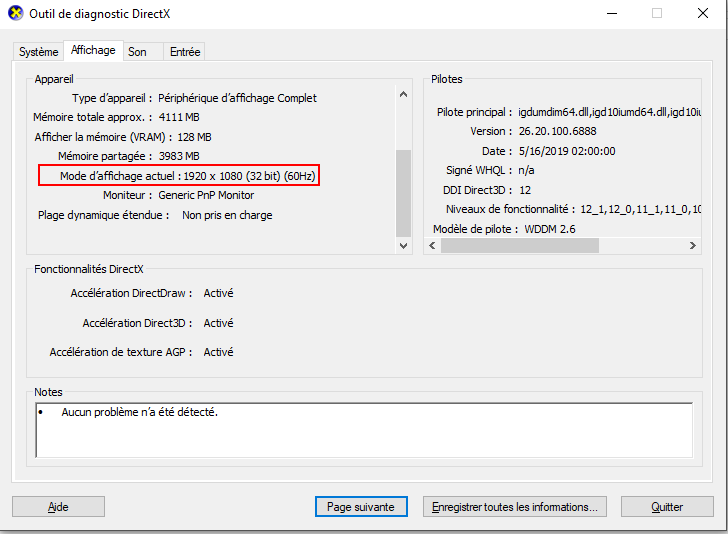 Outil de diagnostic DirectX
Système
Affichage
Son
Entrée
Appareil
Type d'appareil : Périphérique d'affichage Complet
Mémoire totale approx. : 4111 MB
Afficher la mémoire (VRAM) : 128 MB
Mémoire partagée : 3983 MB
Mode d'affichage actuel : 1920 x 1080 (32 bit) (60Hz)
Moniteur : Generic PnP Monitor
Plage dynamique étendue : Non pris en charge
Pilotes
Pilote principal : igdumdim64.dll,igd10iumd64.dll,igd10iu
Version : 26.20.100.6888
Date : 5/16/2019 02:00:00
Signé WHQL : n/a
DDI Direct3D : 12
Niveaux de fonctionnalité : 12_1,12_0,11_1,11_0,10
Modèle de pilote : WDDM 2.6
Fonctionnalités DirectX
Accélération DirectDraw : Activé
Accélération Direct3D : Activé
Accélération de texture AGP : Activé
Notes
• Aucun problème n'a été détecté.
Aide
Page suivante
Enregistrer toutes les informations...
Quitter